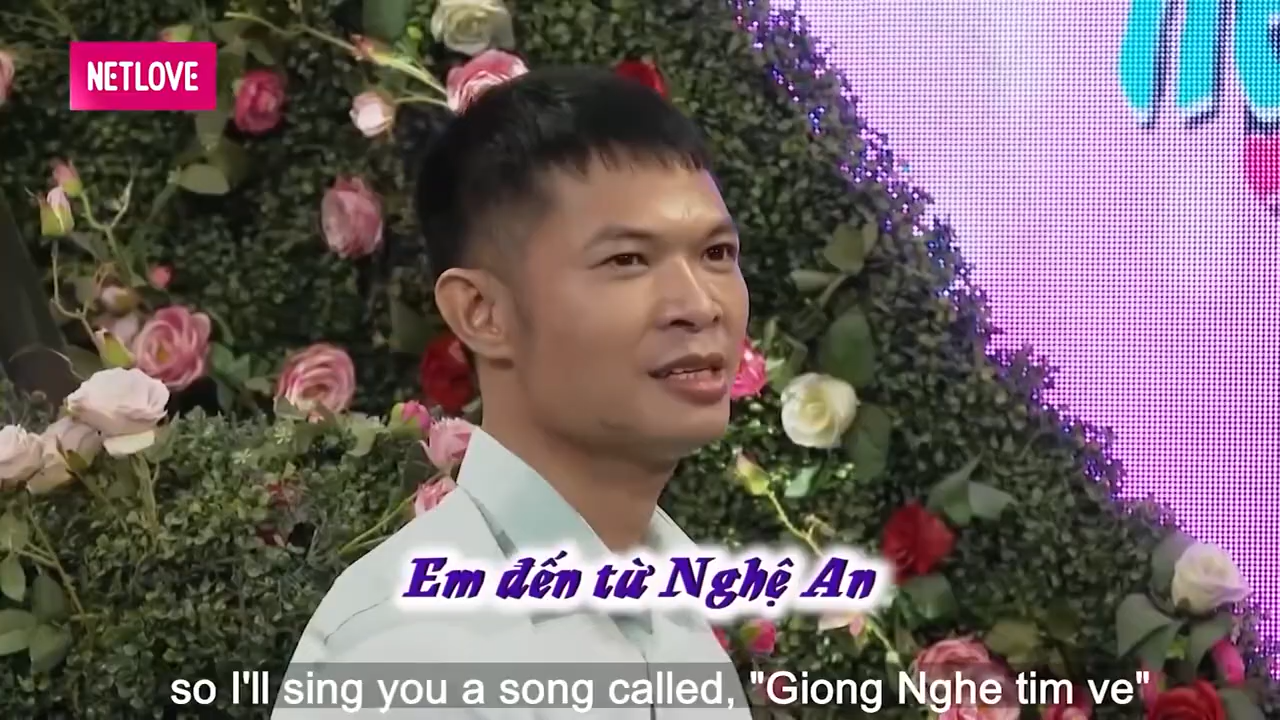 NETLOVE
Em đến từ Nghệ An
so I'll sing you a song called, "Giong Nghe tim ve"